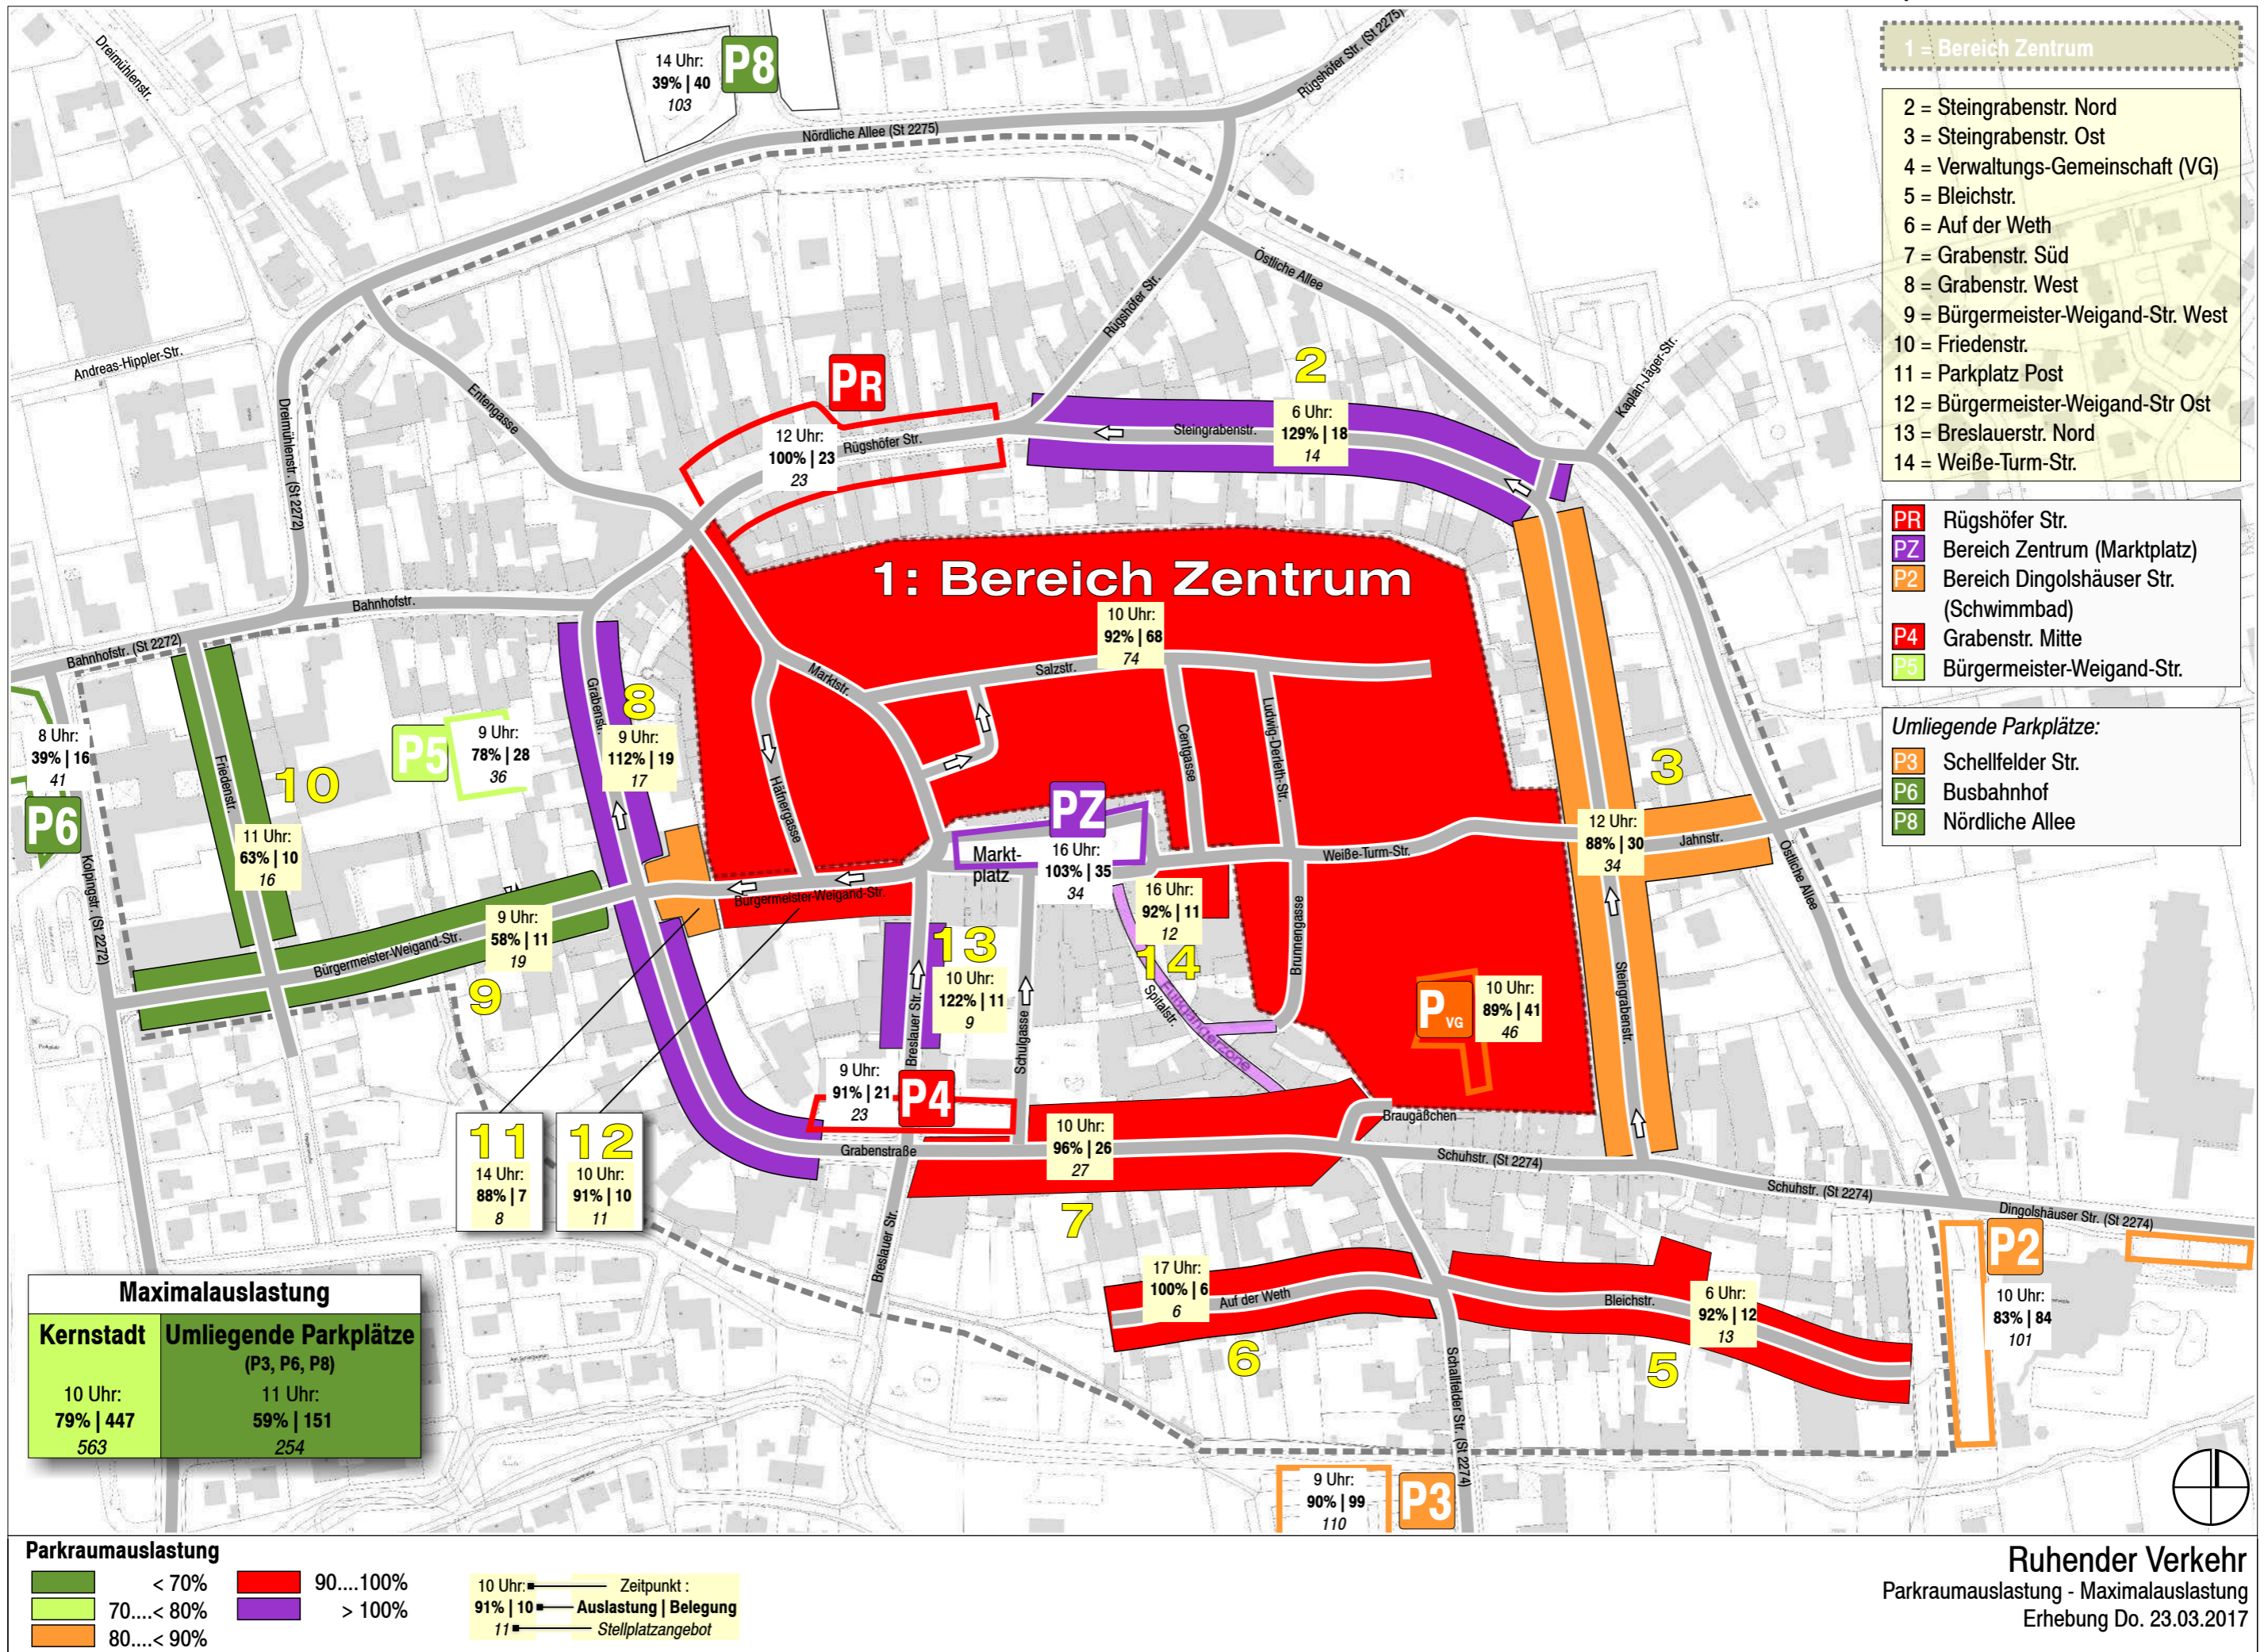 Dreimühlenstr.
14 Uhr:
39% | 40
103
P8
Rügshöfer Str. (St 2275)
Nördliche Allee (St 2275)
1 = Bereich Zentrum
2 = Steingrabenstr. Nord
3 = Steingrabenstr. Ost
4 = Verwaltungs-Gemeinschaft (VG)
5 = Bleichstr.
6 = Auf der Weth
7 = Grabenstr. Süd
8 = Grabenstr. West
9 = Bürgermeister-Weigand-Str. West
10 = Friedenstr.
11 = Parkplatz Post
12 = Bürgermeister-Weigand-Str Ost
13 = Breslauerstr. Nord
14 = Weiße-Turm-Str.
PR Rügshöfer Str.
PZ Bereich Zentrum (Marktplatz)
P2 Bereich Dingolshäuser Str.
(Schwimmbad)
P4 Grabenstr. Mitte
P5 Bürgermeister-Weigand-Str.
Umliegende Parkplätze:
P3 Schellfelder Str.
P6 Busbahnhof
P8 Nördliche Allee
Östliche Allee
Rügshöfer Str.
Kaplan-Jäger-Str.
Andreas-Hippler-Str.
Dreimühlenstr. (St 2272)
Entengasse
PR
12 Uhr:
100% | 23
23
Rügshöfer Str.
2
6 Uhr:
129% | 18
14
Steingrabenstr.
1: Bereich Zentrum
10 Uhr:
92% | 68
74
Bahnhofstr.
Bahnhofstr. (St 2272)
Marktstr.
Salzstr.
Centgasse
Ludwig-Derleth-Str.
Häfnergasse
Grabenstr.
8
9 Uhr:
112% | 19
17
P5
9 Uhr:
78% | 28
36
8 Uhr:
39% | 16
41
P6
Friedenstr.
10
11 Uhr:
63% | 10
16
Kolpingstr. (St 2272)
3
12 Uhr:
88% | 30
34
Jahnstr.
Östliche Allee
PZ
Markt-
platz
16 Uhr:
103% | 35
34
Weiße-Turm-Str.
16 Uhr:
92% | 11
12
14
Bürgermeister-Weigand-Str.
Bürgermeister-Weigand-Str.
9 Uhr:
58% | 11
19
9
13
10 Uhr:
122% | 11
9
Breslauer Str.
Schulgasse
Spitalstr.
Fußgängerzone
Brunnengasse
PVG
10 Uhr:
89% | 41
46
Steingrabenstr.
9 Uhr:
91% | 21
23
P4
11
14 Uhr:
88% | 7
8
12
10 Uhr:
91% | 10
11
Grabenstraße
10 Uhr:
96% | 26
27
7
Braugäßchen
Schuhstr. (St 2274)
Schuhstr. (St 2274)
Dingolshäuser Str. (St 2274)
Breslauer Str.
17 Uhr:
100% | 6
6
Auf der Weth
6
Bleichstr.
6 Uhr:
92% | 12
13
5
P2
10 Uhr:
83% | 84
101
Schallfelder Str. (St 2274)
9 Uhr:
90% | 99
110
P3
Maximalauslastung
Kernstadt
10 Uhr:
79% | 447
563
Umliegende Parkplätze
(P3, P6, P8)
11 Uhr:
59% | 151
254
Parkraumauslastung
< 70%
70....< 80%
80....< 90%
90....100%
> 100%
10 Uhr: Zeitpunkt :
91% | 10 Auslastung | Belegung
11 Stellplatzangebot
Ruhender Verkehr
Parkraumauslastung - Maximalauslastung
Erhebung Do. 23.03.2017